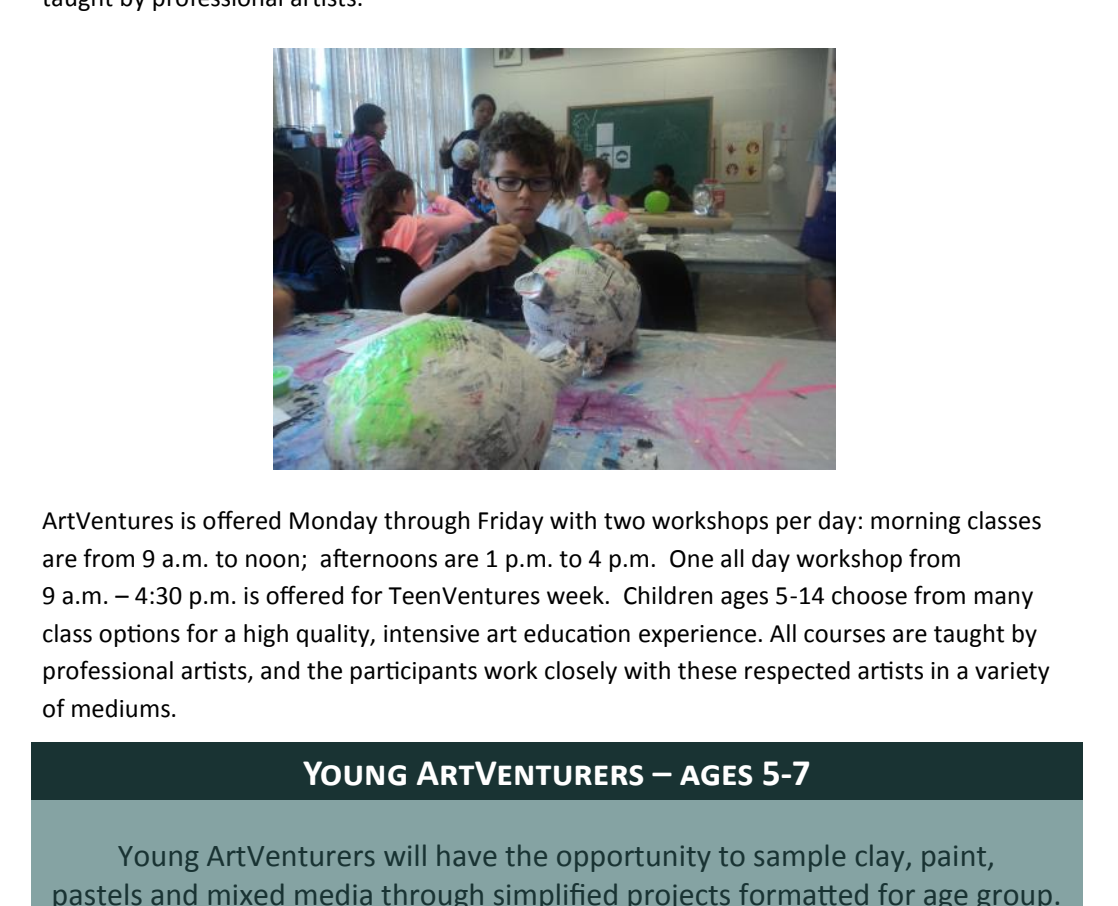 taught by professional artists.
ArtVentures is offered Monday through Friday with two workshops per day: morning classes
are from 9 a.m. to noon;  afternoons are 1 p.m. to 4 p.m.  One all day workshop from
9 a.m. – 4:30 p.m. is offered for TeenVentures week.  Children ages 5-14 choose from many
class options for a high quality, intensive art education experience. All courses are taught by
professional artists, and the participants work closely with these respected artists in a variety
of mediums.
YOUNG ARTVENTURERS – AGES 5-7
Young ArtVenturers will have the opportunity to sample clay, paint,
pastels and mixed media through simplified projects formatted for age group.